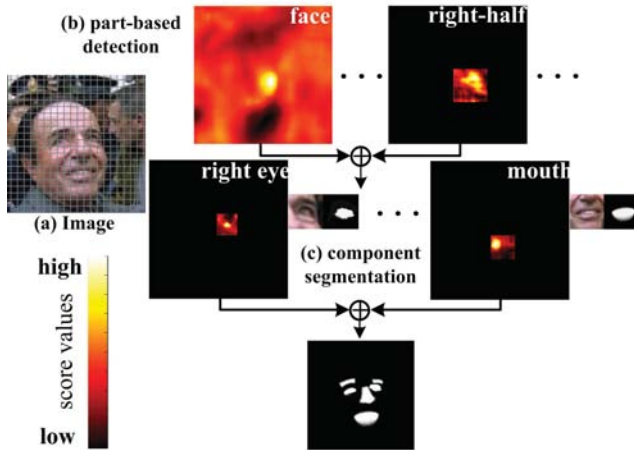 (b) part-based
detection
face
right-half
(a) Image
right eye
mouth
(c) component
segmentation
high
score values
low